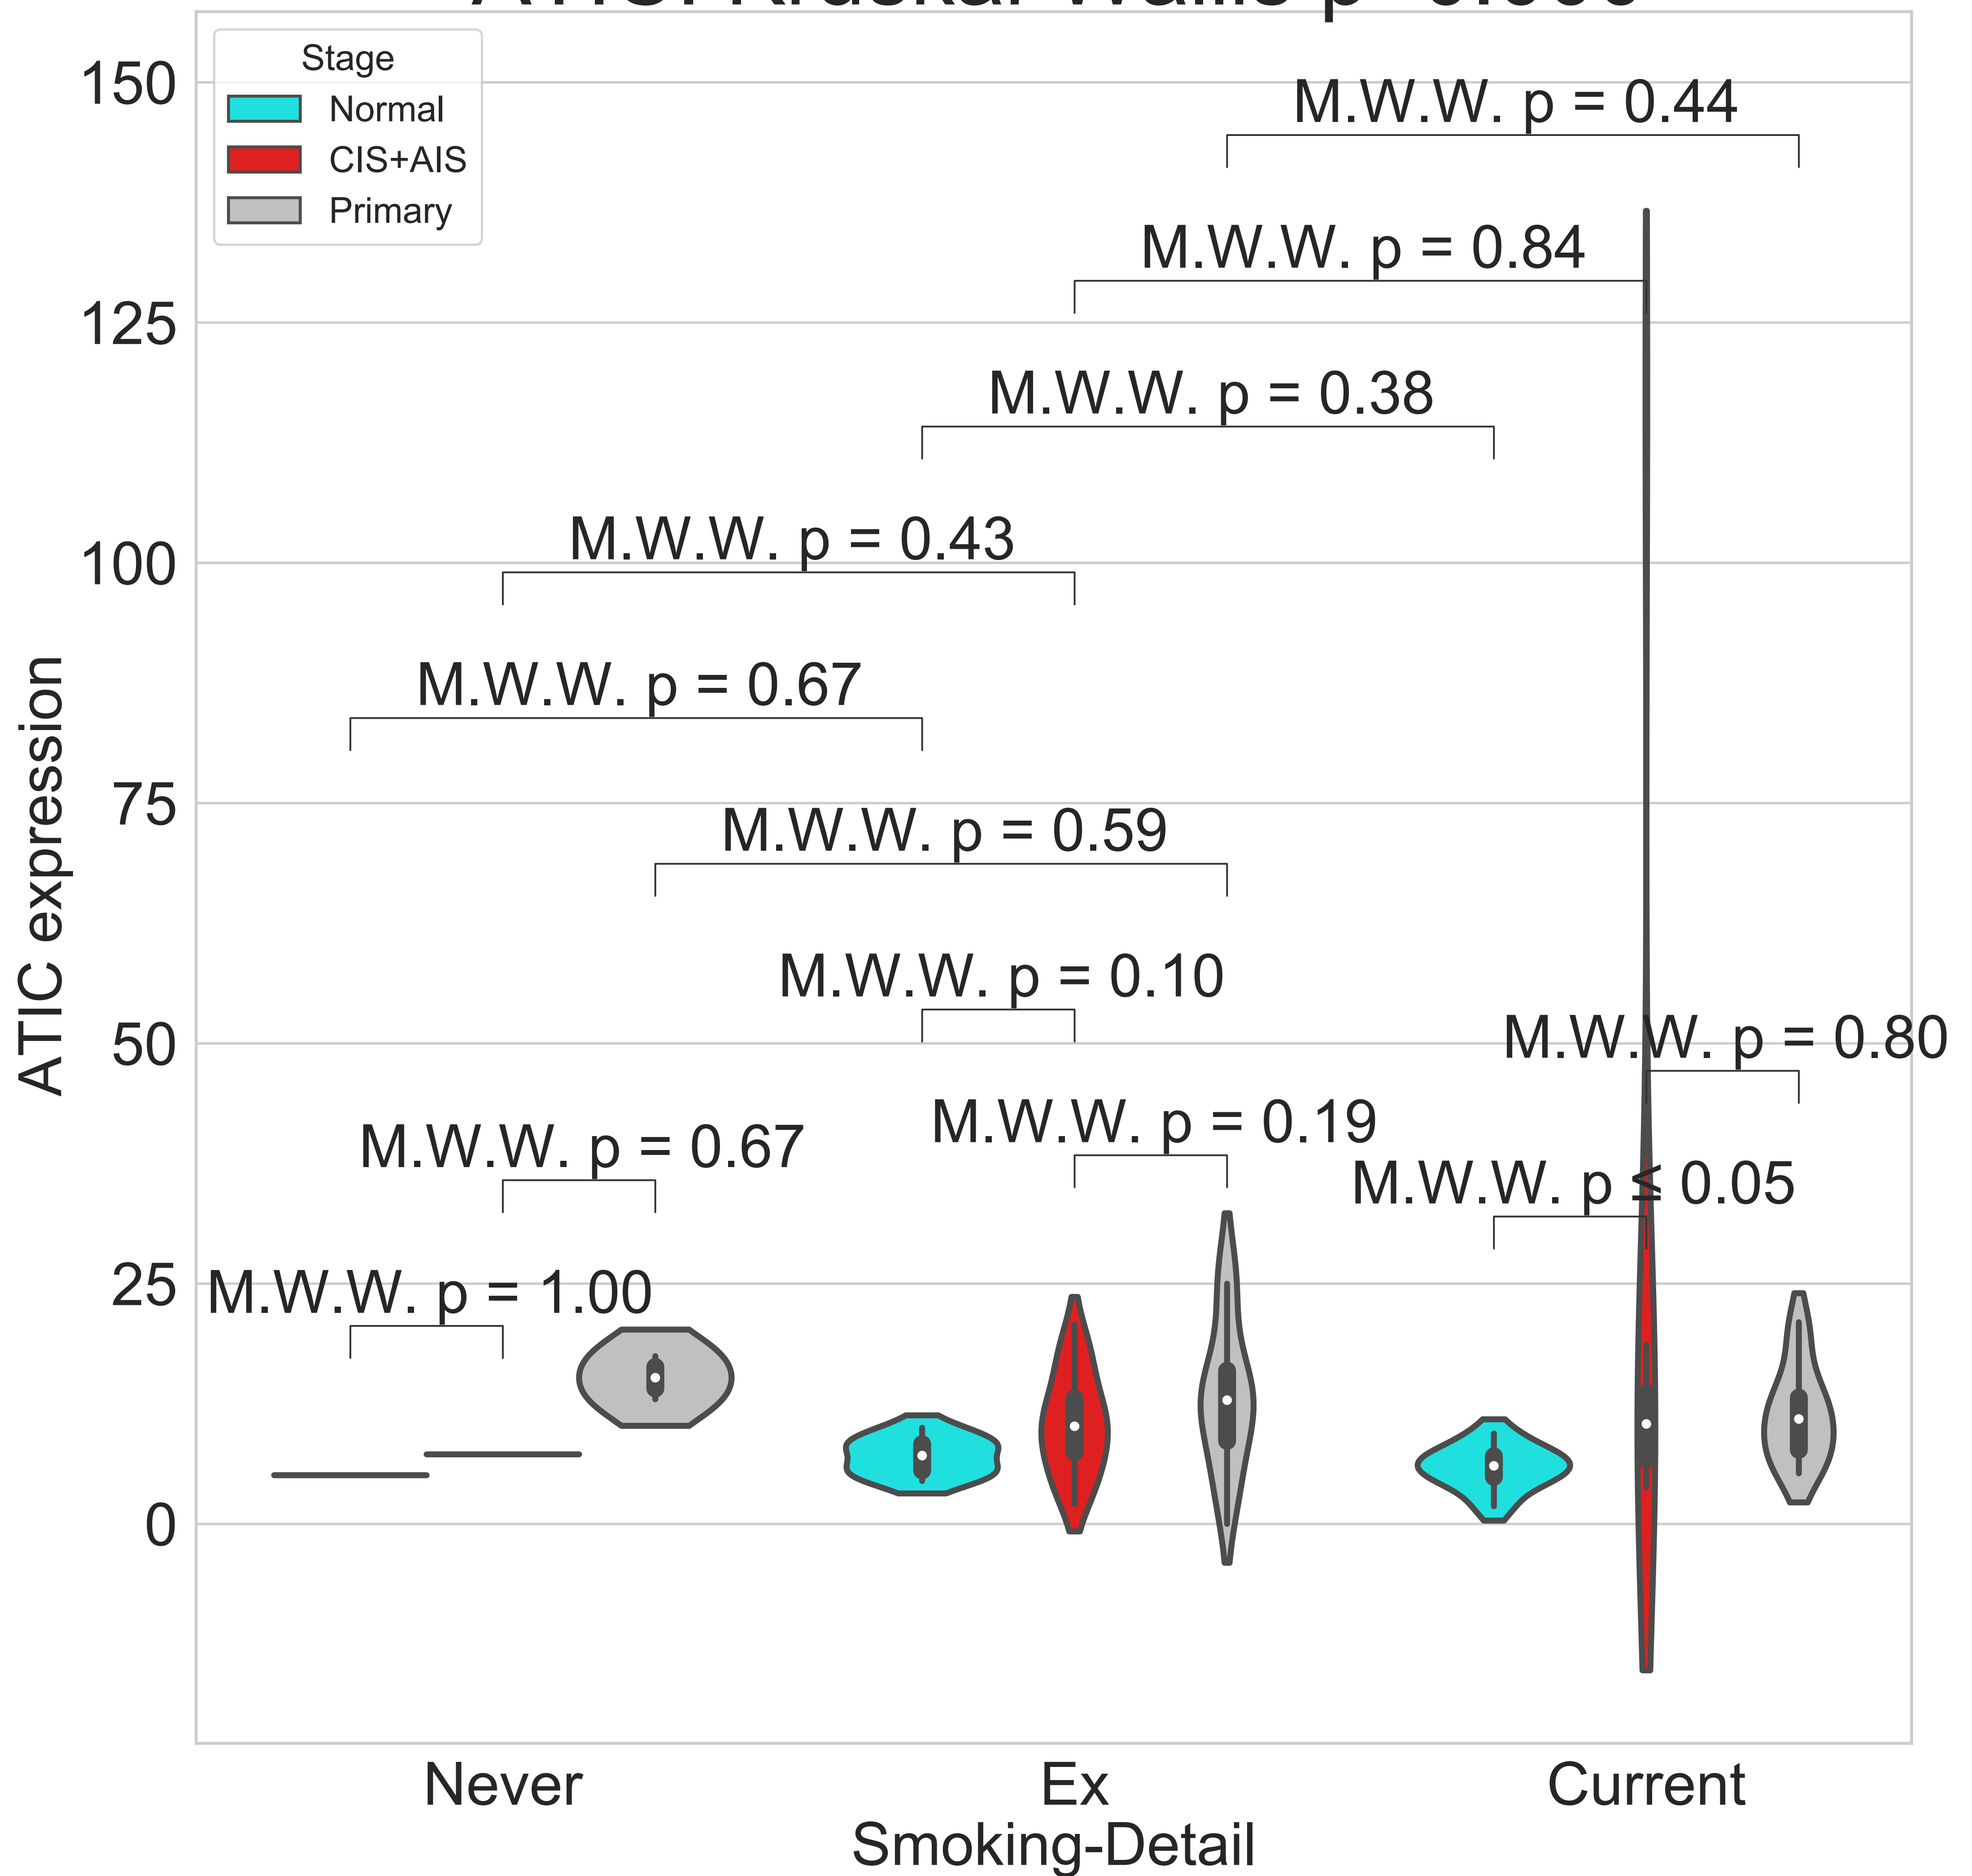 Stage
Normal
CIS+AIS
Primary
150
125
100
75
50
25
0
ATIC expression
M.W.W. p = 0.44
M.W.W. p = 0.84
M.W.W. p = 0.38
M.W.W. p = 0.43
M.W.W. p = 0.67
M.W.W. p = 0.59
M.W.W. p = 0.10
M.W.W. p = 0.80
M.W.W. p = 0.19
M.W.W. p = 0.67
M.W.W. p ≤ 0.05
M.W.W. p = 1.00
Never
Ex
Current
Smoking-Detail